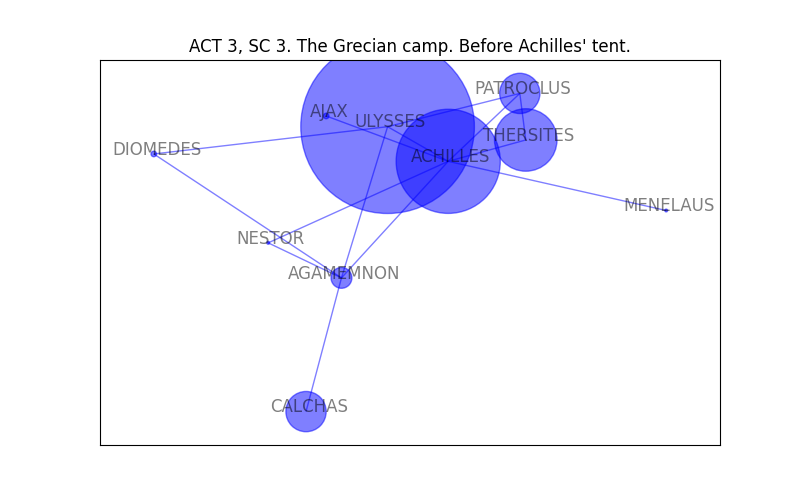 ACT 3, SC 3. The Grecian camp. Before Achilles' tent.
PATROCLUS
AJAX
ULYSSES
THERSITES
DIOMEDES
ACHILLES
MENELAUS
NESTOR
AGAMEMNON
CALCHAS